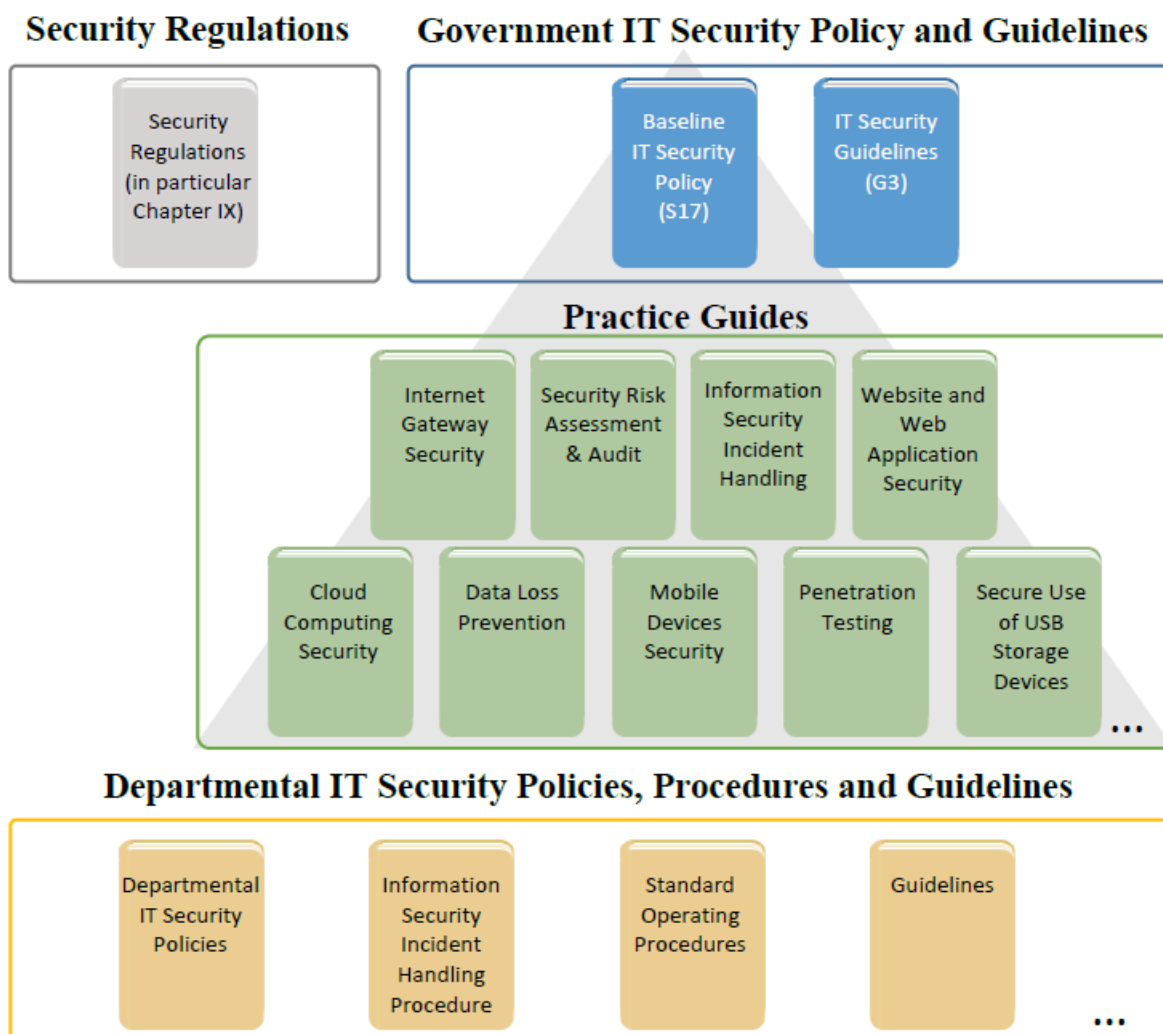 Security Regulations
Government IT Security Policy and Guidelines
Security
Regulations
(in particular
Chapter IX)
Baseline
IT Security
Policy
(S17)
IT Security
Guidelines
(G3)
Practice Guides
Internet
Gateway
Security
Security Risk
Assessment
& Audit
Information
Security
Incident
Handling
Website and
Web
Application
Security
Cloud
Computing
Security
Data Loss
Prevention
Mobile
Devices
Security
Penetration
Testing
Secure Use
of USB
Storage
Devices
...
Departmental IT Security Policies, Procedures and Guidelines
Departmental
IT Security
Policies
Information
Security
Incident
Handling
Procedure
Standard
Operating
Procedures
Guidelines
...